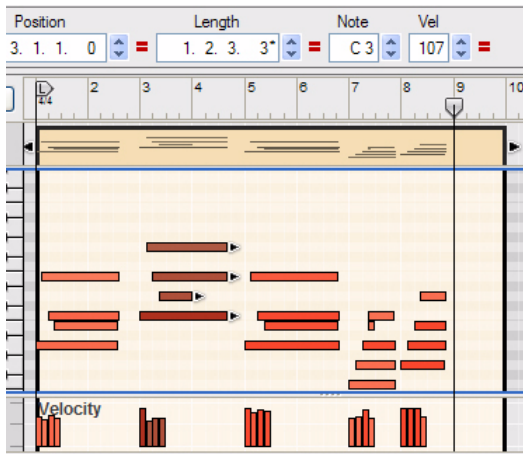 Position Length Note Vel
3. 1. 1. 0 = 1. 2. 3. 3* = C 3 107 =
L 2 3 4 5 6 7 8 9 10
4/4
Velocity